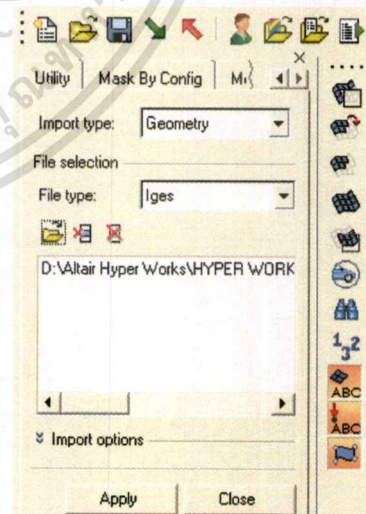 Utility Mask By Config
Import type: Geometry
File selection
File type: Iges
D:\Altair Hyper Works\HYPER WORK
Import options
Apply Close
123
ABC
ABC